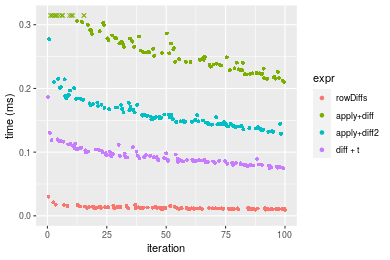 0.3
0.2
0.1
0.0
time (ms)
0
25
50
75
100
iteration
expr
rowDiffs
apply+diff
apply+diff2
diff + t